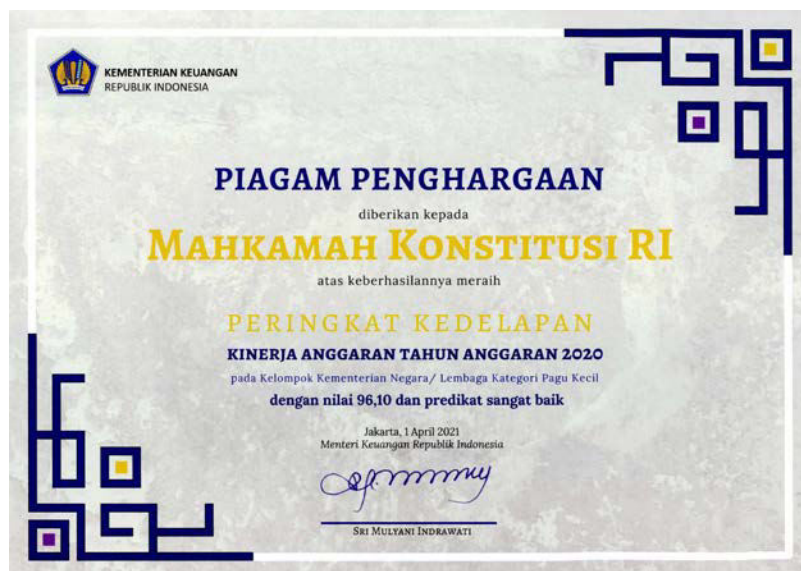 KEMENTERIAN KEUANGAN
REPUBLIK INDONESIA
PIAGAM PENGHARGAAN
diberikan kepada
MAHKAMAH KONSTITUSI RI
atas keberhasilannya meraih
PERINGKAT KEDELAPAN
KINERJA ANGGARAN TAHUN ANGGARAN 2020
pada Kelompok Kementerian Negara/ Lembaga Kategori Pagu Kecil
dengan nilai 96,10 dan predikat sangat baik
Jakarta, 1 April 2021
Menteri Keuangan Republik Indonesia
SRI MULYANI INDRAWATI